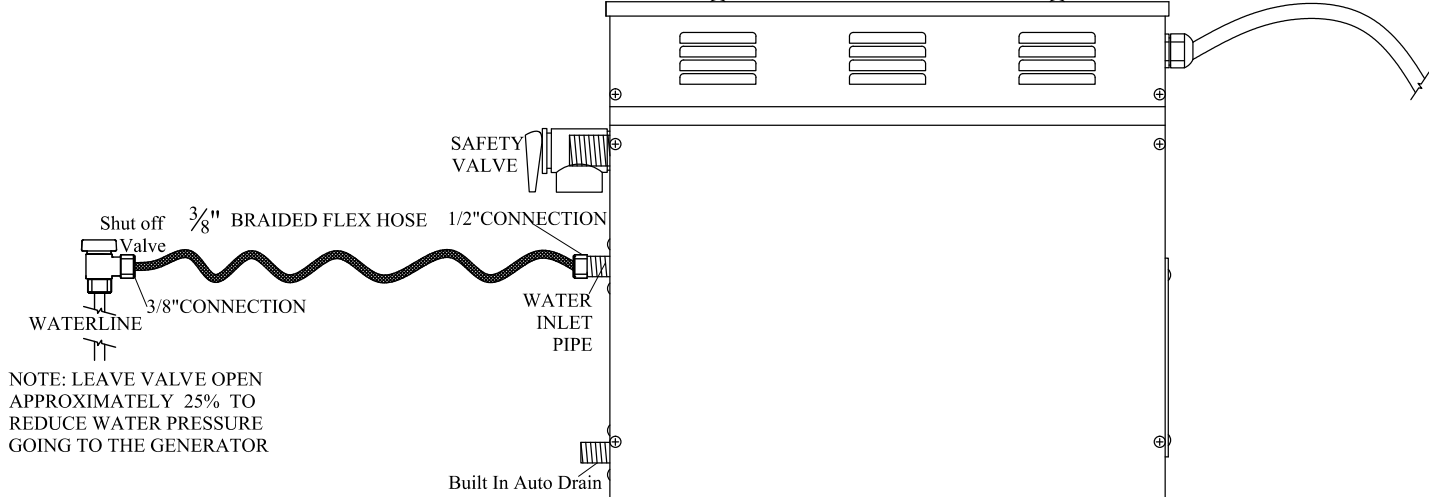 SAFETY
VALVE
Shut off
Valve
3/8" BRAIDED FLEX HOSE
1/2"CONNECTION
3/8"CONNECTION
WATERLINE
WATER
INLET
PIPE
NOTE: LEAVE VALVE OPEN
APPROXIMATELY 25% TO
REDUCE WATER PRESSURE
GOING TO THE GENERATOR
Built In Auto Drain